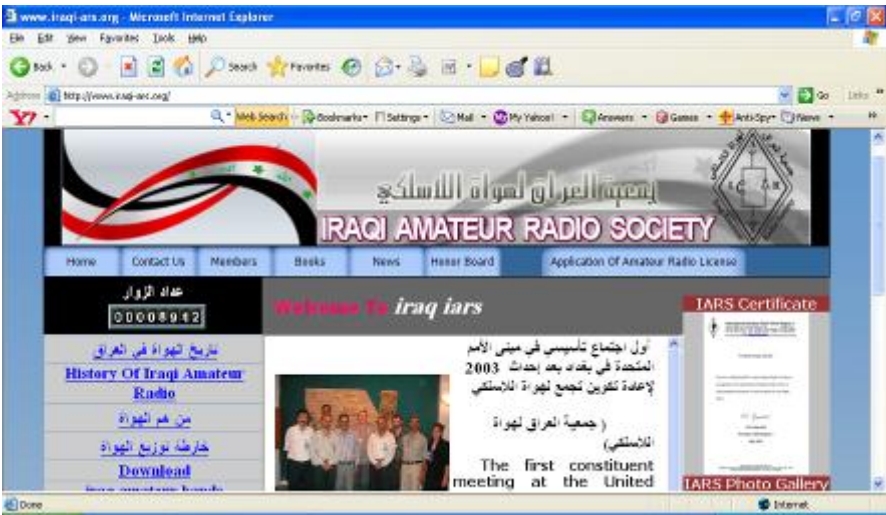 www.iraqi-ars.org - Microsoft Internet Explorer
File Edit View Favorites Tools Help
Back Search Favorites
Address http://www.iraqi-ars.org/ Go Links
Y7 Web Search Bookmarks Settings Mail My Yahoo! Answers Games Anti-Spy News
جمعية العراق لهواة اللاسلكي
IRAQI AMATEUR RADIO SOCIETY
Home Contact Us Members Books News Honor Board Application Of Amateur Radio License
عداد الزوار
00008912
تاريخ الهواة في العراق
History Of Iraqi Amateur
Radio
من هم الهواة
خارطة توزيع الهواة
Download
Welcome To iraq iars
أول اجتماع تأسيسي في مبنى الأمم
المتحدة في بغداد بعد إحداث 2003
لإعادة تكوين تجمع لهواة اللاسلكي
( جمعية العراق لهواة
اللاسلكي)
The first constituent
meeting at the United
IARS Certificate
IARS Photo Gallery
Done Internet